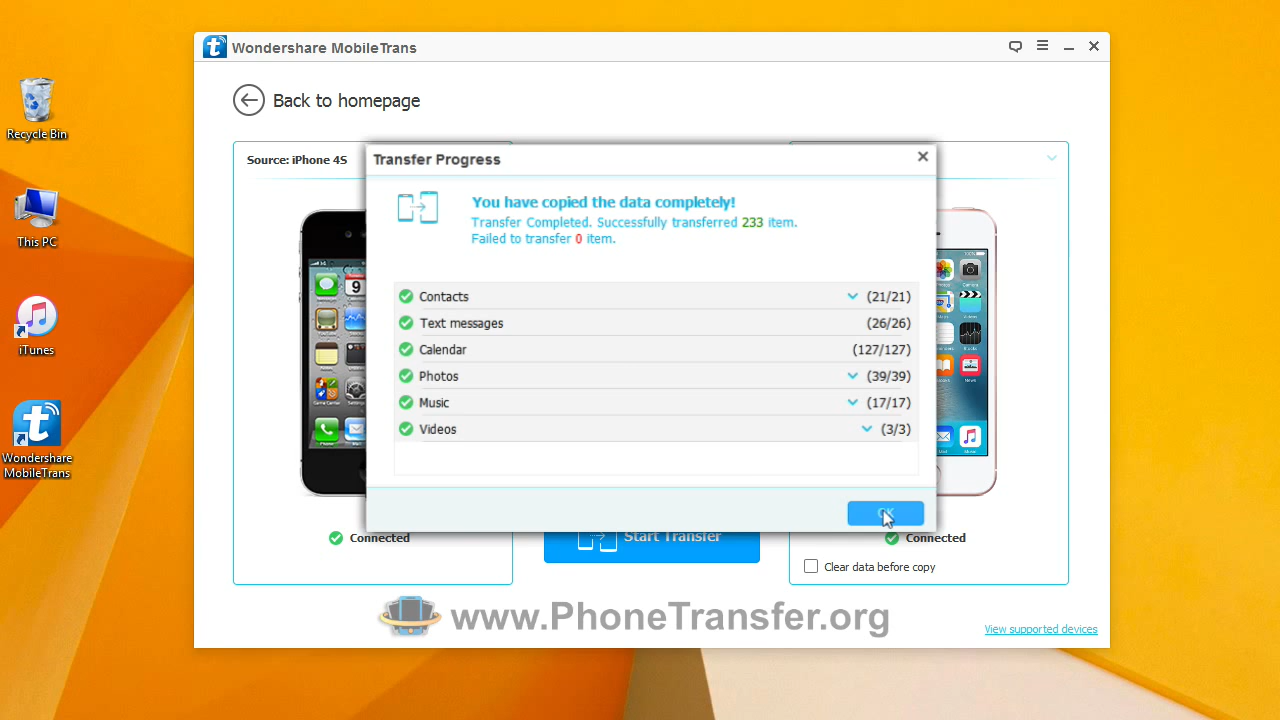 Wondershare MobileTrans
Back to homepage
Recycle Bin
This PC
iTunes
Wondershare
MobileTrans
Source: iPhone 4S
Transfer Progress
You have copied the data completely!
Transfer Completed. Successfully transferred 233 item.
Failed to transfer 0 item.
Contacts (21/21)
Text messages (26/26)
Calendar (127/127)
Photos (39/39)
Music (17/17)
Videos (3/3)
OK
Connected
Start Transfer
Connected
Clear data before copy
www.PhoneTransfer.org
View supported devices